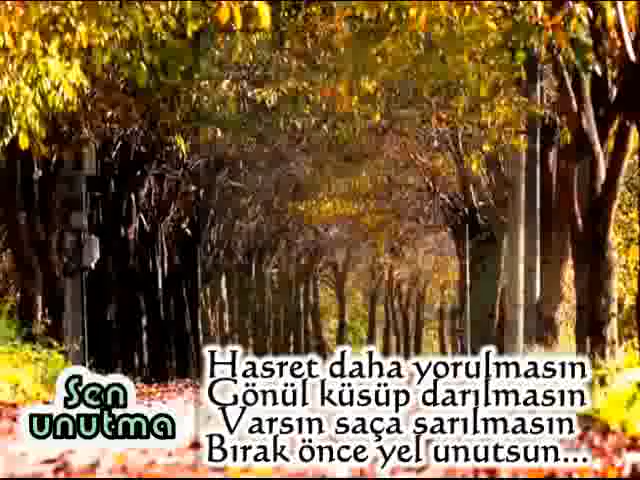 Sen
unutma
Hasret daha yorulmasın
Gönül küsüp darılmasın
Varsın saça sarılmasın
Bırak önce yel unutsun...